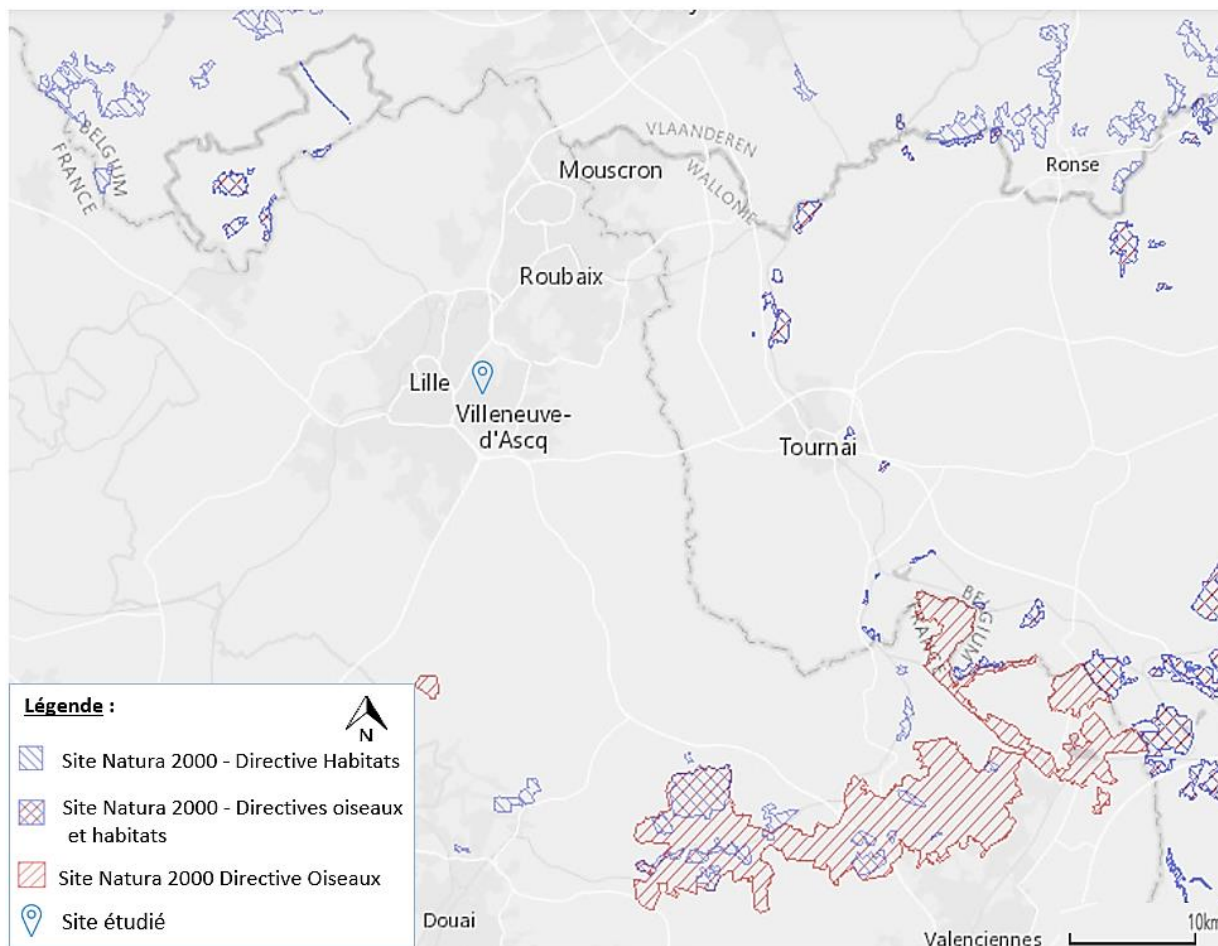 BELGIUM
FRANCE
VLAANDEREN
WALLONIE
Mouscron
Ronse
Roubaix
Lille
Villeneuve-
d'Ascq
Tournai
BELGIUM
FRANCE
Légende :
N
Site Natura 2000 - Directive Habitats
Site Natura 2000 - Directives oiseaux
et habitats
Site Natura 2000 Directive Oiseaux
Site étudié
Douai
Valenciennes
10km